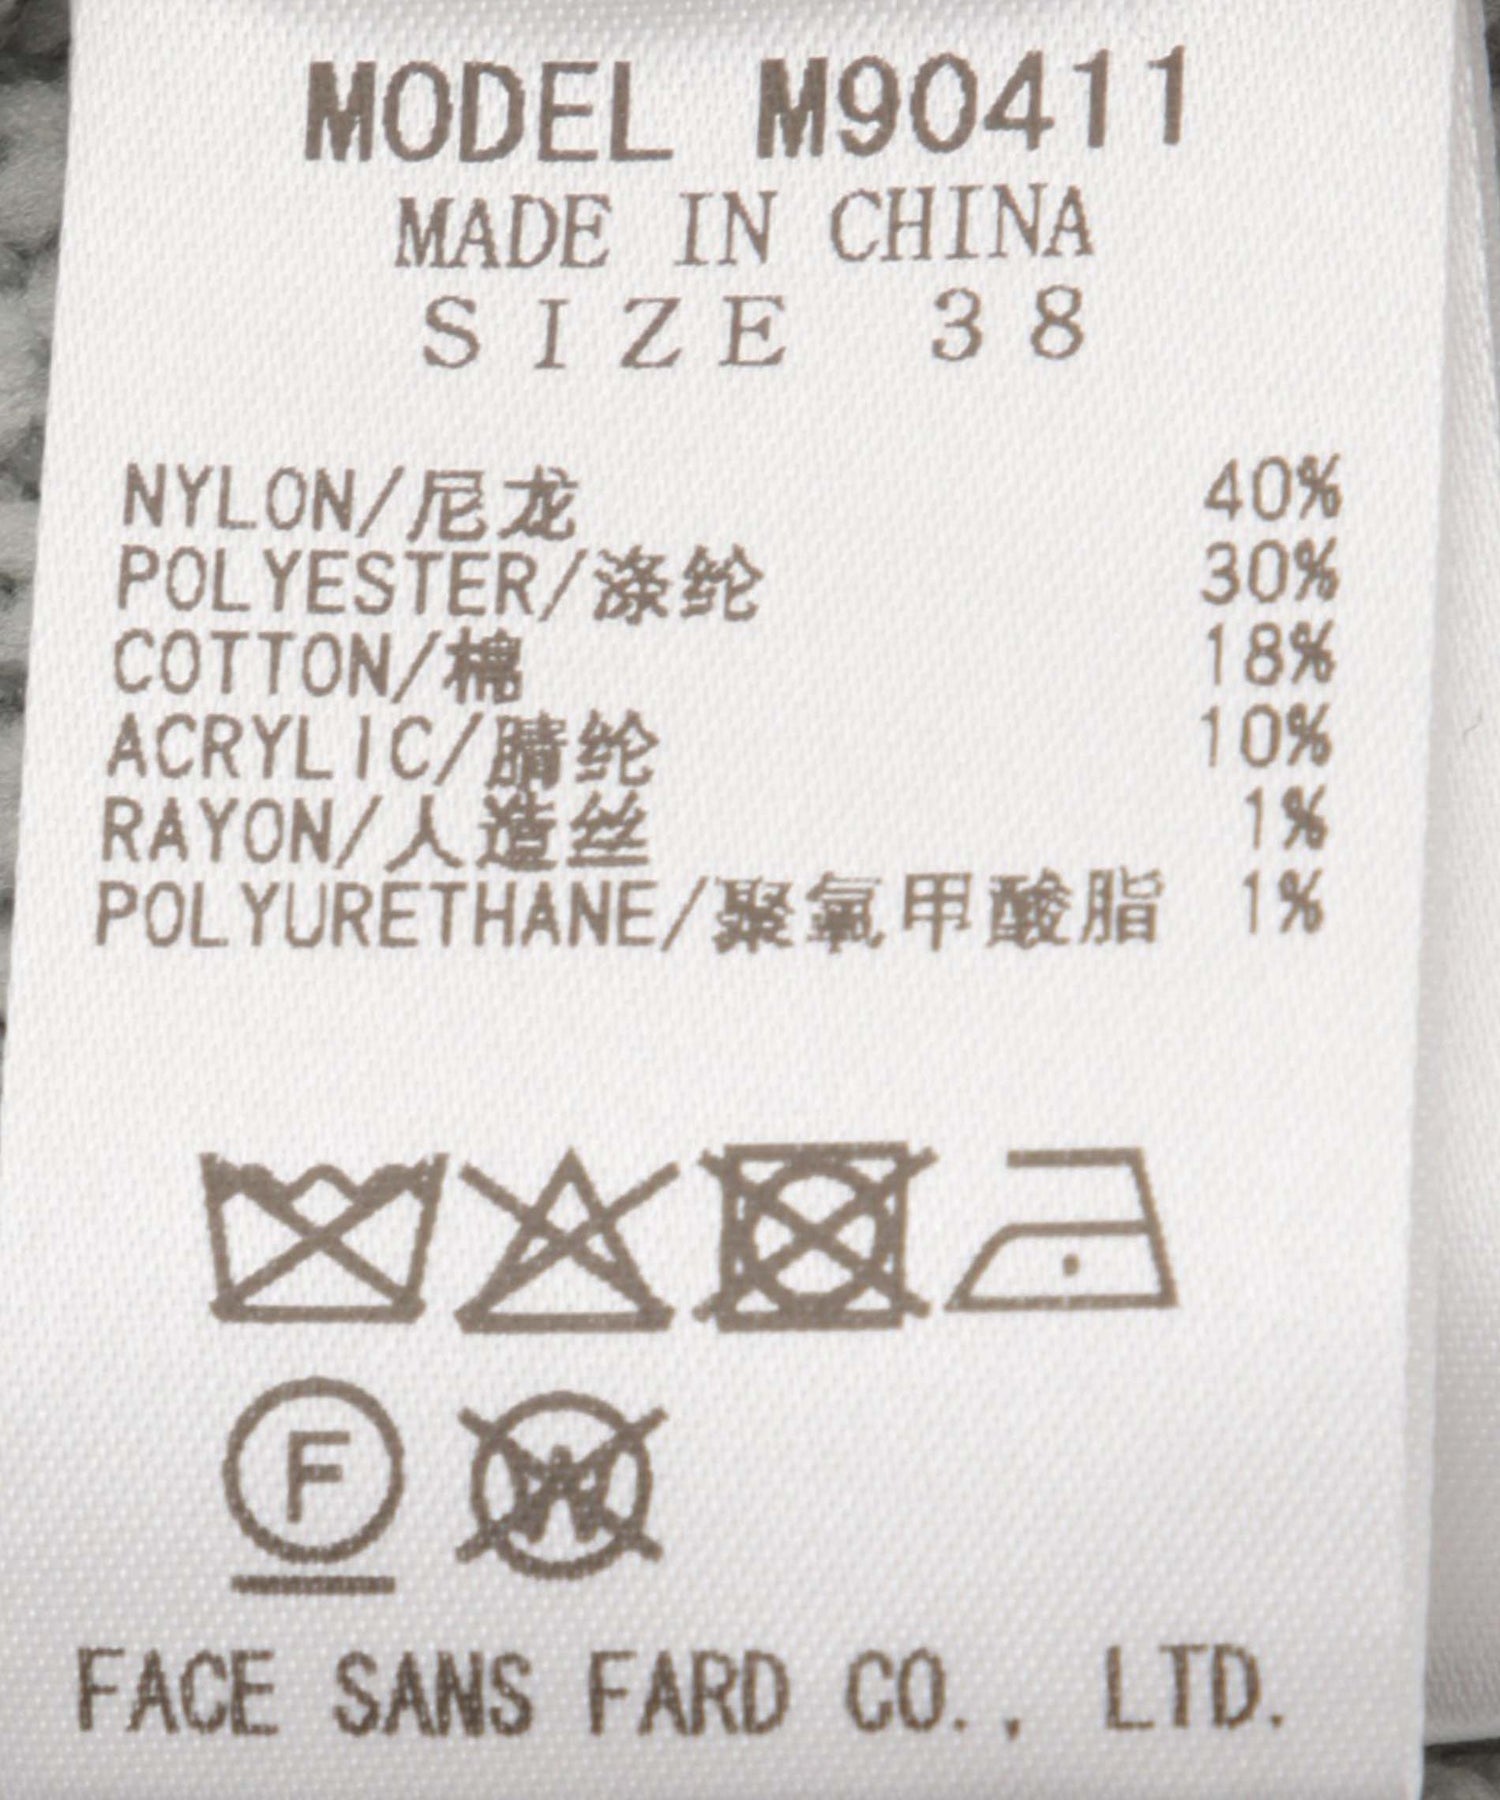 MODEL M90411
MADE IN CHINA
SIZE 38
NYLON/尼龙 40%
POLYESTER/涤纶 30%
COTTON/棉 18%
ACRYLIC/腈纶 10%
RAYON/人造丝 1%
POLYURETHANE/聚氨甲酸脂 1%
F W
FACE SANS FARD CO., LTD.